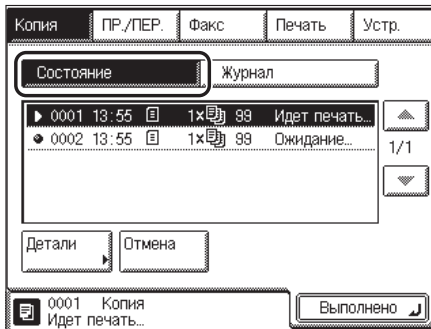 Копия ПР./ПЕР. Факс Печать Устр.
Состояние Журнал
0001 13:55 1x 99 Идет печать...
0002 13:55 1x 99 Ожидание...
1/1
Детали Отмена
0001 Копия
Идет печать...
Выполнено